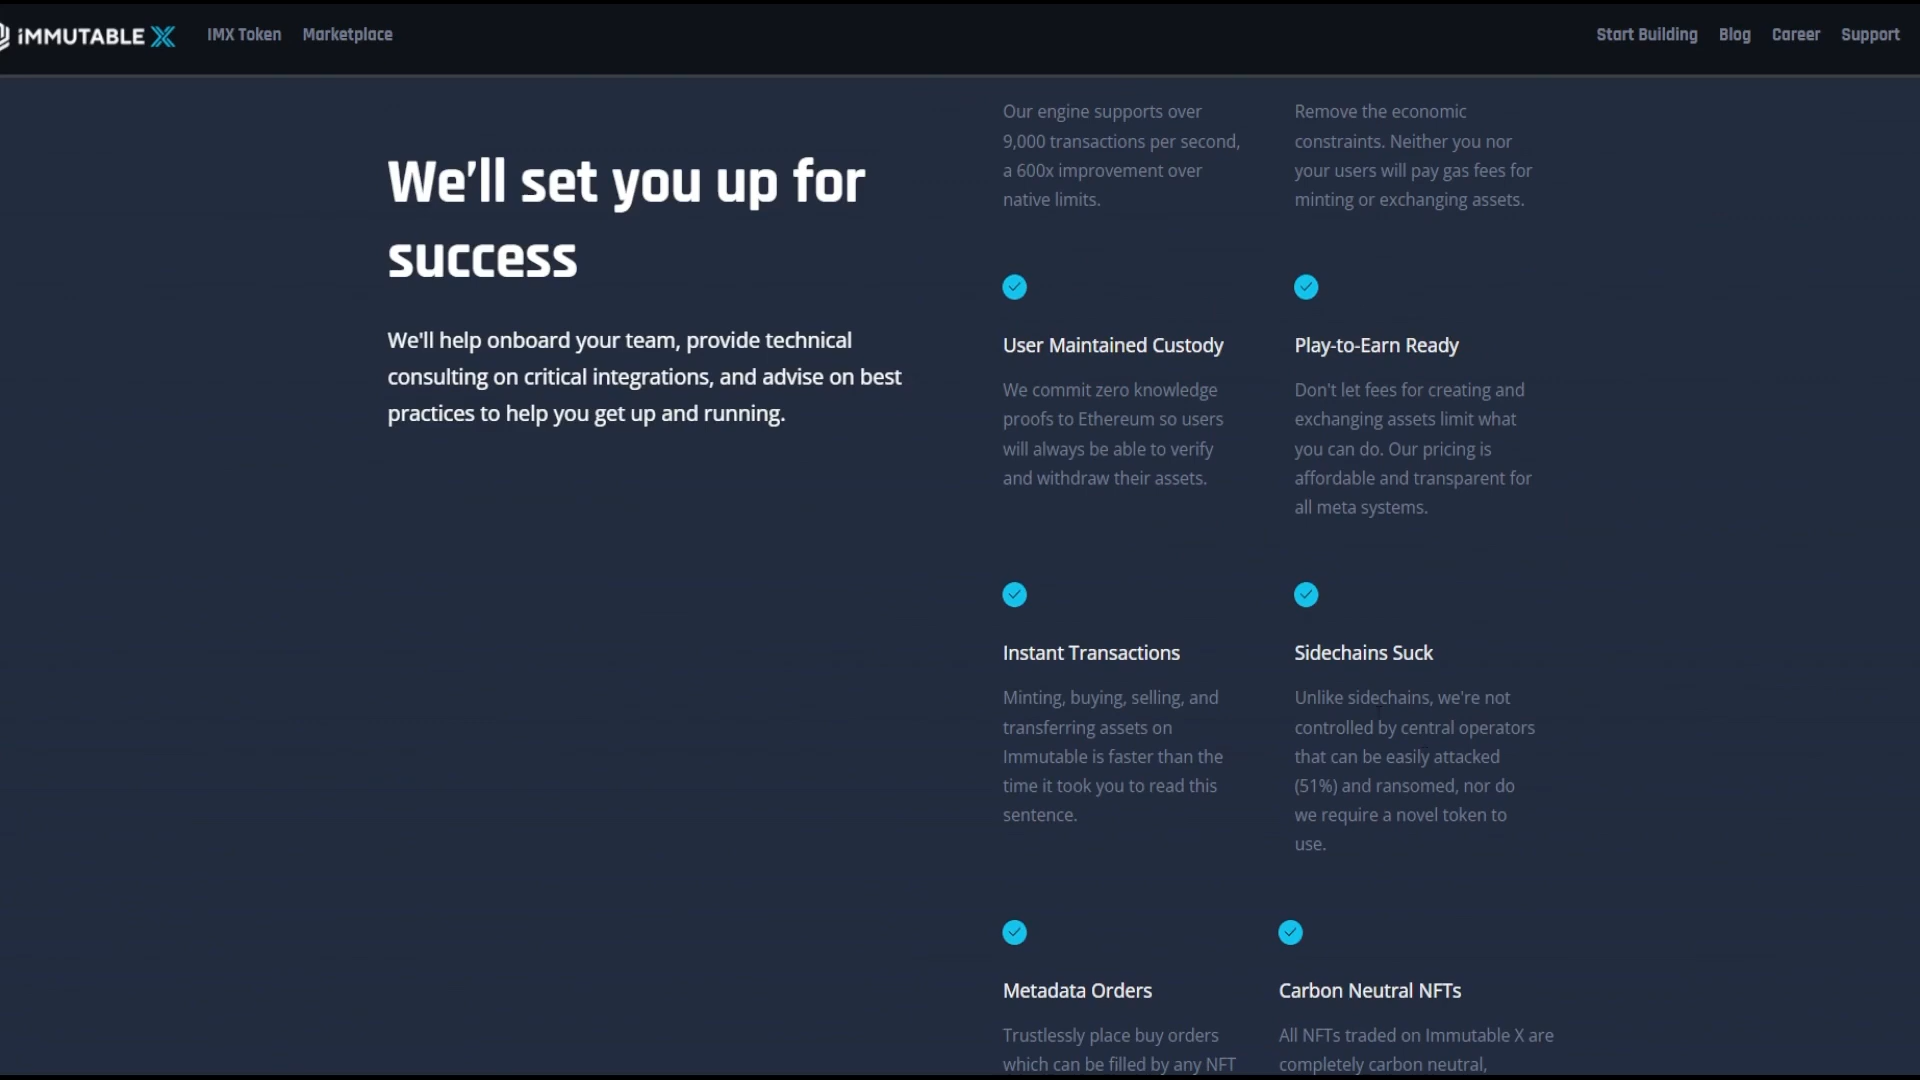 iMMUTABLE X
IMX Token
Marketplace
Start Building
Blog
Career
Support
We'll set you up for
success
We'll help onboard your team, provide technical
consulting on critical integrations, and advise on best
practices to help you get up and running.
Our engine supports over
9,000 transactions per second,
a 600x improvement over
native limits.
Remove the economic
constraints. Neither you nor
your users will pay gas fees for
minting or exchanging assets.
User Maintained Custody
We commit zero knowledge
proofs to Ethereum so users
will always be able to verify
and withdraw their assets.
Play-to-Earn Ready
Don't let fees for creating and
exchanging assets limit what
you can do. Our pricing is
affordable and transparent for
all meta systems.
Instant Transactions
Minting, buying, selling, and
transferring assets on
Immutable is faster than the
time it took you to read this
sentence.
Sidechains Suck
Unlike sidechains, we're not
controlled by central operators
that can be easily attacked
(51%) and ransomed, nor do
we require a novel token to
use.
Metadata Orders
Trustlessly place buy orders
which can be filled by any NFT
Carbon Neutral NFTs
All NFTs traded on Immutable X are
completely carbon neutral,